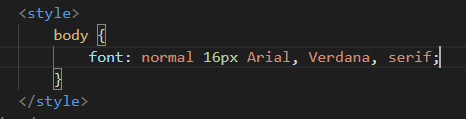 <style>
body {
font: normal 16px Arial, Verdana, serif;
}
</style>